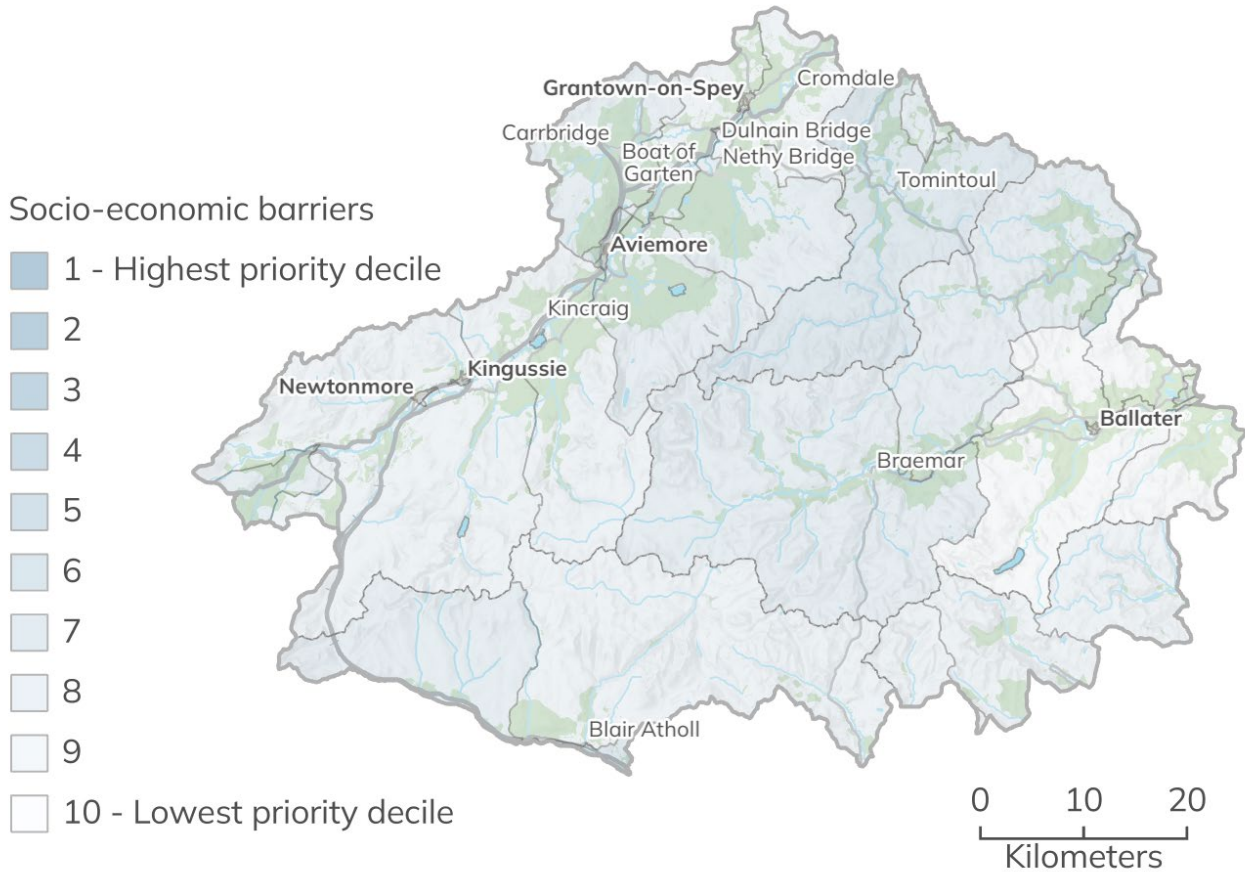 Socio-economic barriers
1 - Highest priority decile
2
3
4
5
6
7
8
9
10 - Lowest priority decile
Cromdale
Grantown-on-Spey
Carrbridge
Dulnain Bridge
Boat of
Garten
Nethy Bridge
Tomintoul
Aviemore
Kincraig
Kingussie
Newtonmore
Ballater
Braemar
Blair Atholl
0 10 20
Kilometers